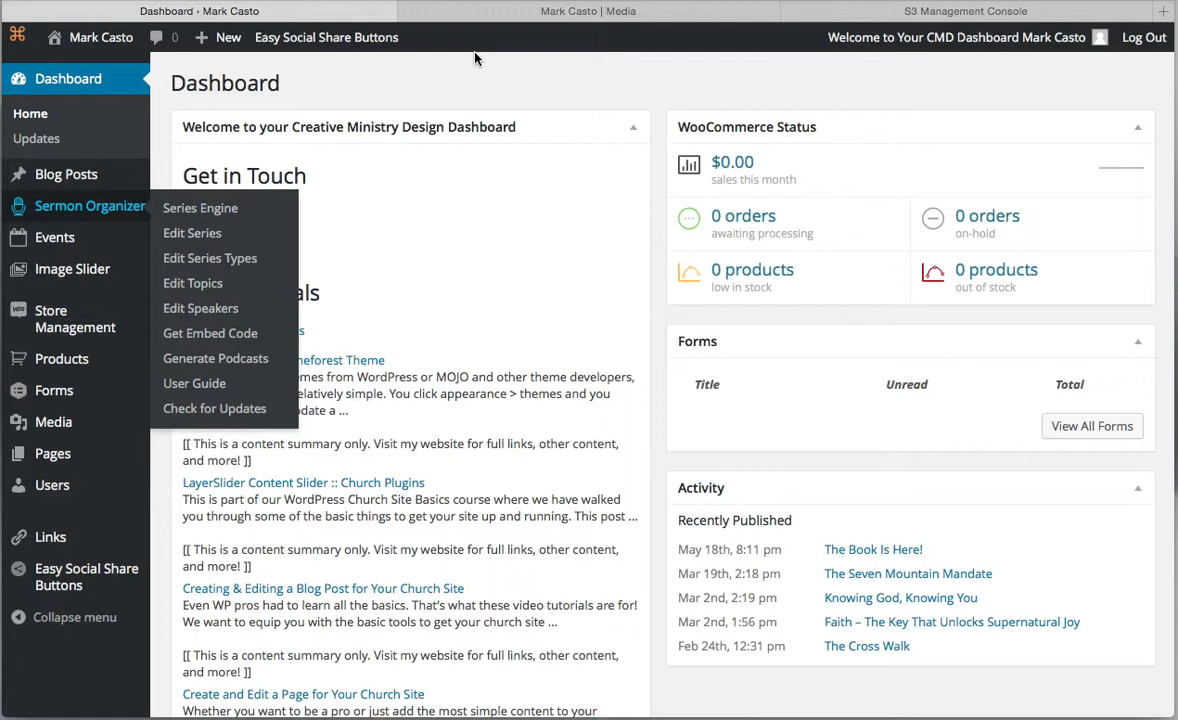 Dashboard ‹ Mark Casto
Mark Casto | Media
S3 Management Console
Mark Casto
0
New
Easy Social Share Buttons
Welcome to Your CMD Dashboard Mark Casto
Log Out
Dashboard
Home
Updates
Blog Posts
Sermon Organizer
Events
Image Slider
Store
Management
Products
Forms
Media
Pages
Users
Links
Easy Social Share
Buttons
Collapse menu
Series Engine
Edit Series
Edit Series Types
Edit Topics
Edit Speakers
Get Embed Code
Generate Podcasts
User Guide
Check for Updates
Dashboard
Welcome to your Creative Ministry Design Dashboard
Get in Touch
als
s
meforest Theme
emes from WordPress or MOJO and other theme developers,
elatively simple. You click appearance > themes and you
pdate a ...
[[ This is a content summary only. Visit my website for full links, other content,
and more! ]]
LayerSlider Content Slider :: Church Plugins
This is part of our WordPress Church Site Basics course where we have walked
you through some of the basic things to get your site up and running. This post ...
[[ This is a content summary only. Visit my website for full links, other content,
and more! ]]
Creating & Editing a Blog Post for Your Church Site
Even WP pros had to learn all the basics. That's what these video tutorials are for!
We want to equip you with the basic tools to get your church site ...
[[ This is a content summary only. Visit my website for full links, other content,
and more! ]]
Create and Edit a Page for Your Church Site
Whether you want to be a pro or just add the most simple content to your
WooCommerce Status
$0.00
sales this month
0 orders
awaiting processing
0 orders
on-hold
0 products
low in stock
0 products
out of stock
Forms
Title
Unread
Total
View All Forms
Activity
Recently Published
May 18th, 8:11 pm
The Book Is Here!
Mar 19th, 2:18 pm
The Seven Mountain Mandate
Mar 2nd, 2:19 pm
Knowing God, Knowing You
Mar 2nd, 1:56 pm
Faith – The Key That Unlocks Supernatural Joy
Feb 24th, 12:31 pm
The Cross Walk